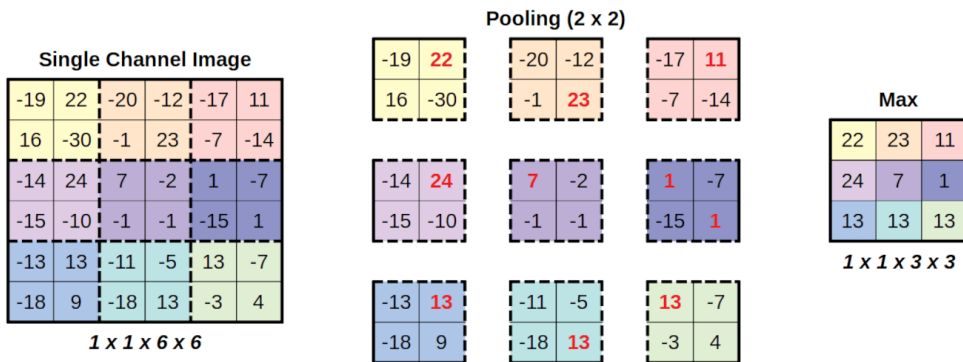 Pooling (2 x 2)
Single Channel Image
-19 22 -20 -12 -17 11
16 -30 -1 23 -7 -14
-14 24 7 -2 1 -7
-15 -10 -1 -1 -15 1
-13 13 -11 -5 13 -7
-18 9 -18 13 -3 4
1 x 1 x 6 x 6
-19 22 -20 -12 -17 11
16 -30 -1 23 -7 -14
-14 24 7 -2 1 -7
-15 -10 -1 -1 -15 1
-13 13 -11 -5 13 -7
-18 9 -18 13 -3 4
Max
22 23 11
24 7 1
13 13 13
1 x 1 x 3 x 3